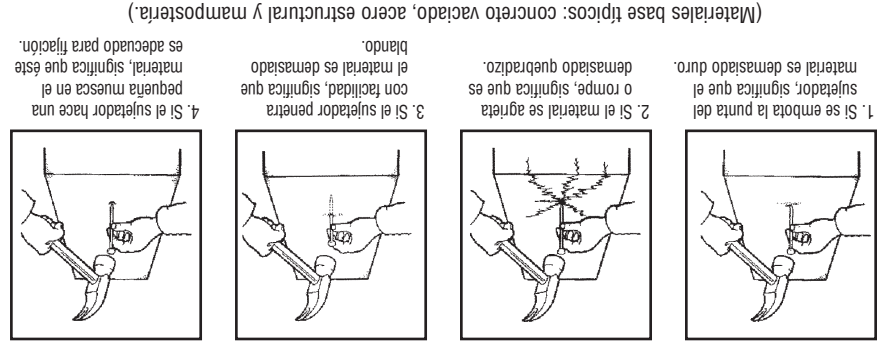 1. Si se embota la punta del
sujetador, significa que el
material es demasiado duro.
2. Si el material se agrieta
o rompe, significa que es
demasiado quebradizo.
3. Si el sujetador penetra
con facilidad, significa que
el material es demasiado
blando.
4. Si el sujetador hace una
pequeña muesca en el
material, significa que éste
es adecuado para fijación.
(Materiales base típicos: concreto vaciado, acero estructural y mampostería.)